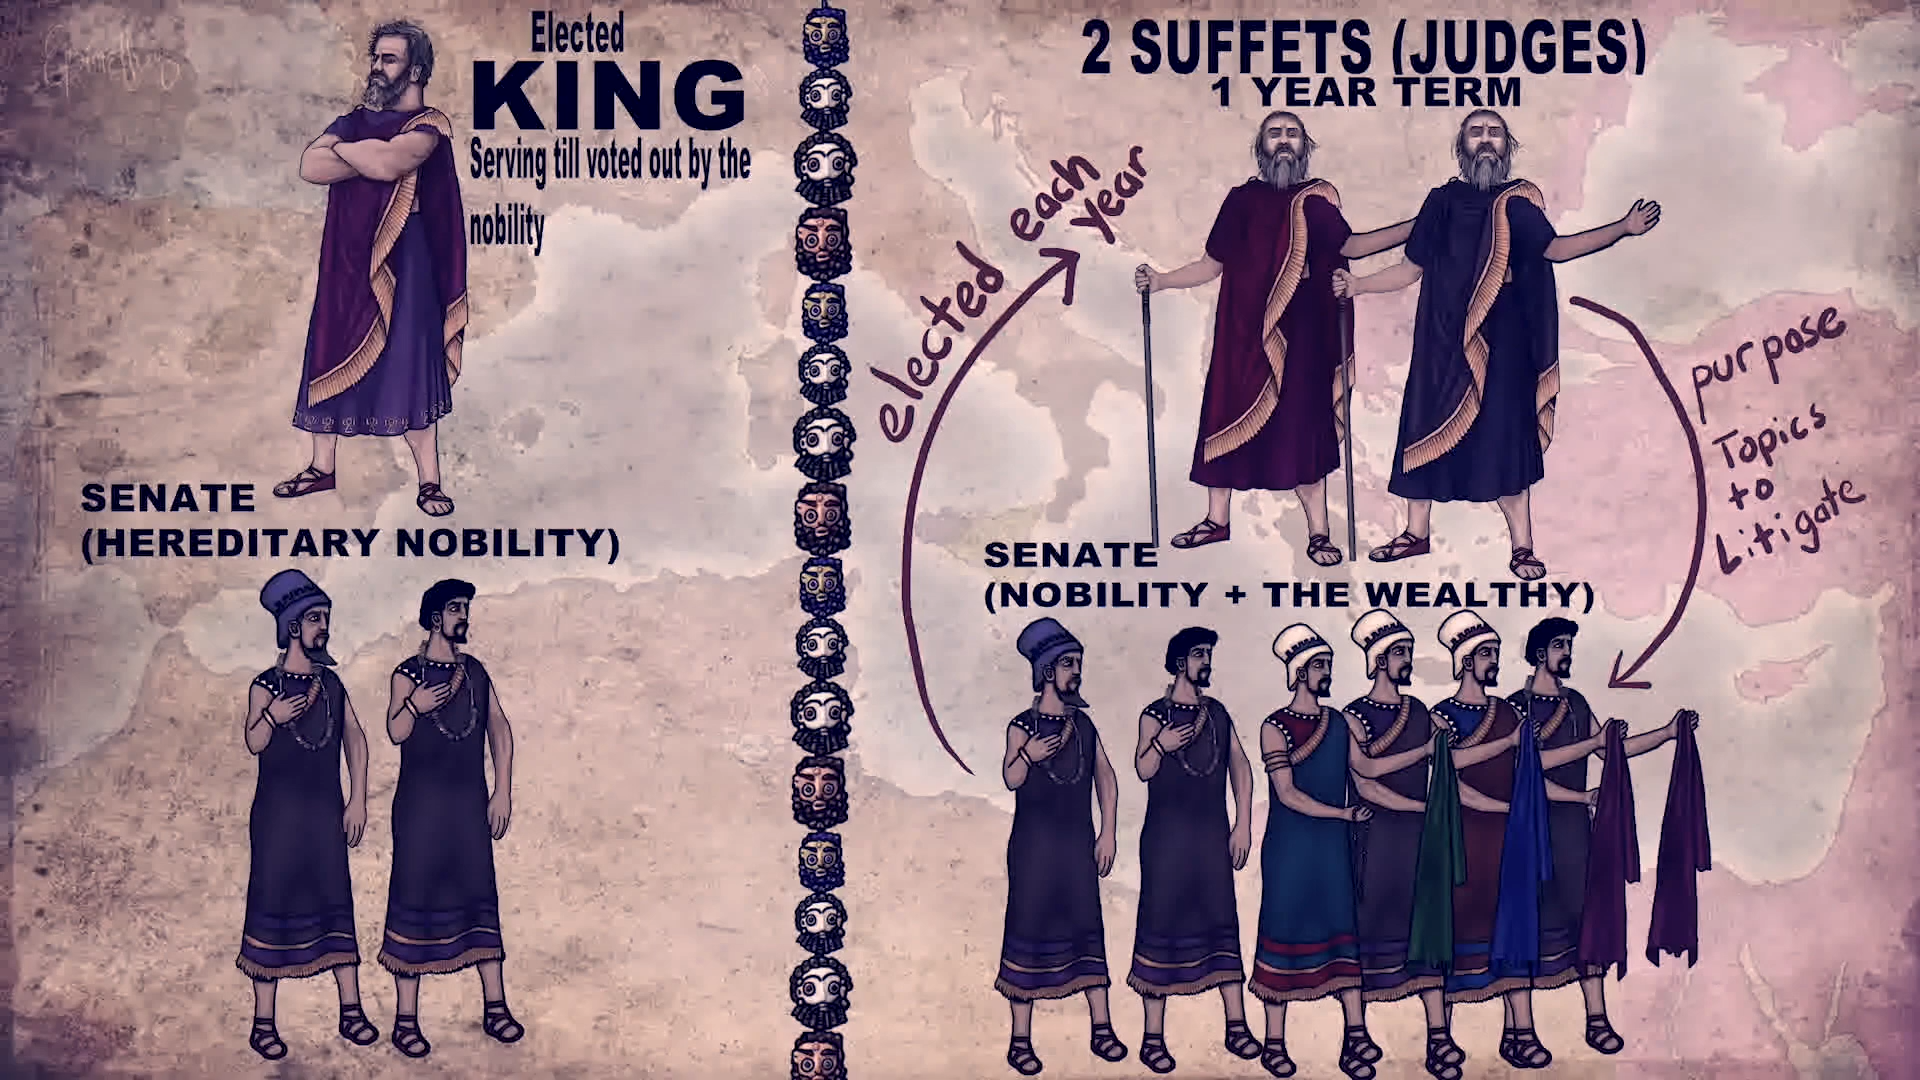 Elected
KING
Serving till voted out by the
nobility
SENATE
(HEREDITARY NOBILITY)
2 SUFFETS (JUDGES)
1 YEAR TERM
elected each
year
purpose
Topics
to
Litigate
SENATE
(NOBILITY + THE WEALTHY)